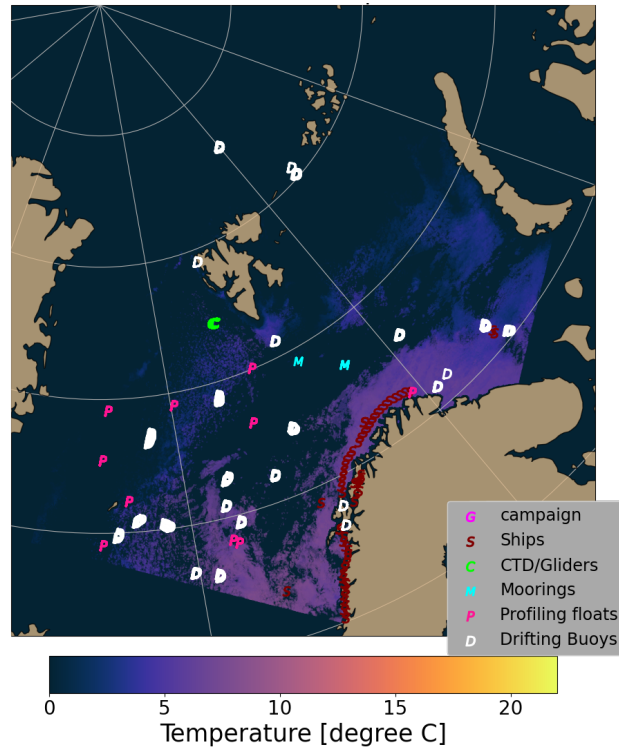 G campaign
S Ships
C CTD/Gliders
M Moorings
P Profiling floats
D Drifting Buoys
0 5 10 15 20
Temperature [degree C]